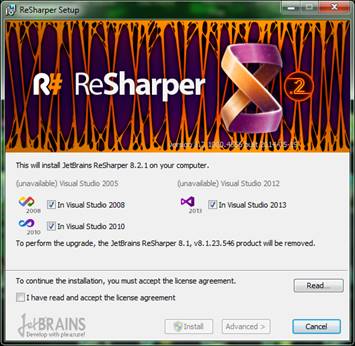 ReSharper Setup
R# ReSharper
8
.2
This will install JetBrains ReSharper 8.2.1 on your computer.
(unavailable) Visual Studio 2005
(unavailable) Visual Studio 2012
2008 In Visual Studio 2008
2013 In Visual Studio 2013
2010 In Visual Studio 2010
To perform the upgrade, the JetBrains ReSharper 8.1, v8.1.23.546 product will be removed.
To continue the installation, you must accept the license agreement.
Read...
I have read and accept the license agreement
JetBRAINS
Develop with pleasure!
Install
Advanced >
Cancel